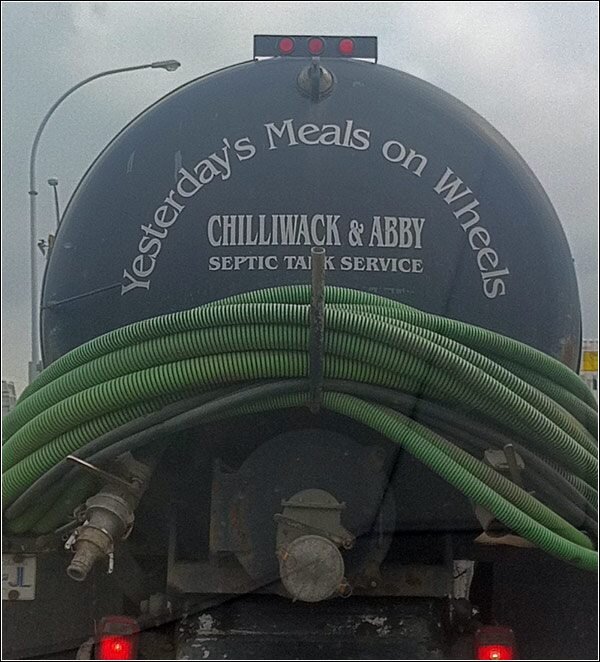 Yesterday's Meals on Wheels
CHILLIWACK & ABBY
SEPTIC TANK SERVICE